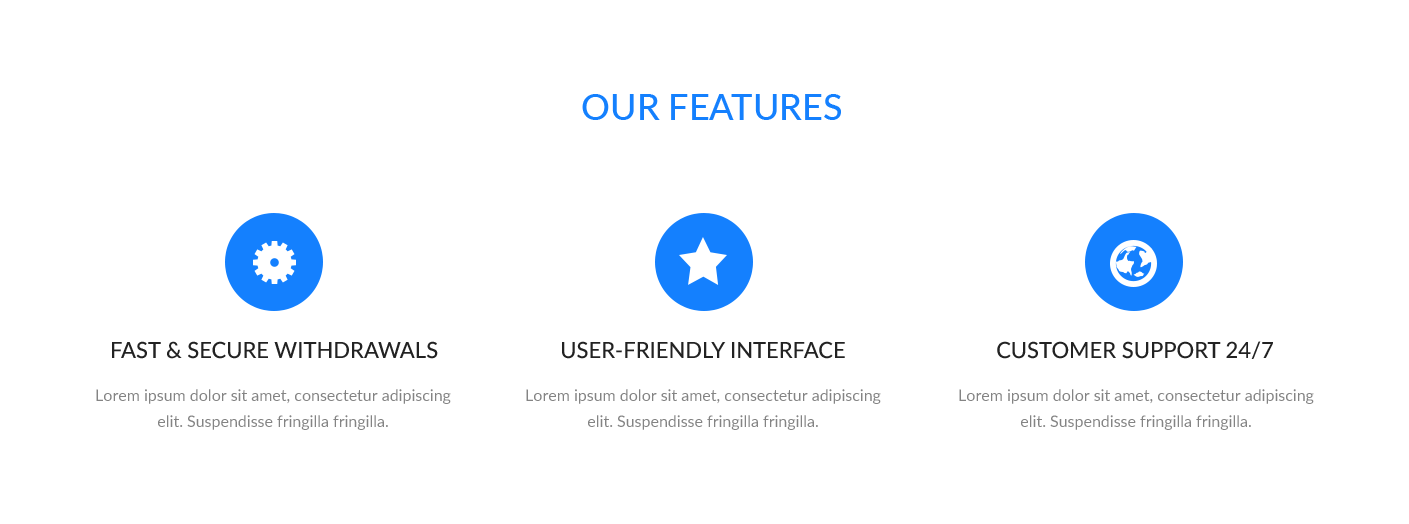 OUR FEATURES
FAST & SECURE WITHDRAWALS
Lorem ipsum dolor sit amet, consectetur adipiscing
elit. Suspendisse fringilla fringilla.
USER-FRIENDLY INTERFACE
Lorem ipsum dolor sit amet, consectetur adipiscing
elit. Suspendisse fringilla fringilla.
CUSTOMER SUPPORT 24/7
Lorem ipsum dolor sit amet, consectetur adipiscing
elit. Suspendisse fringilla fringilla.